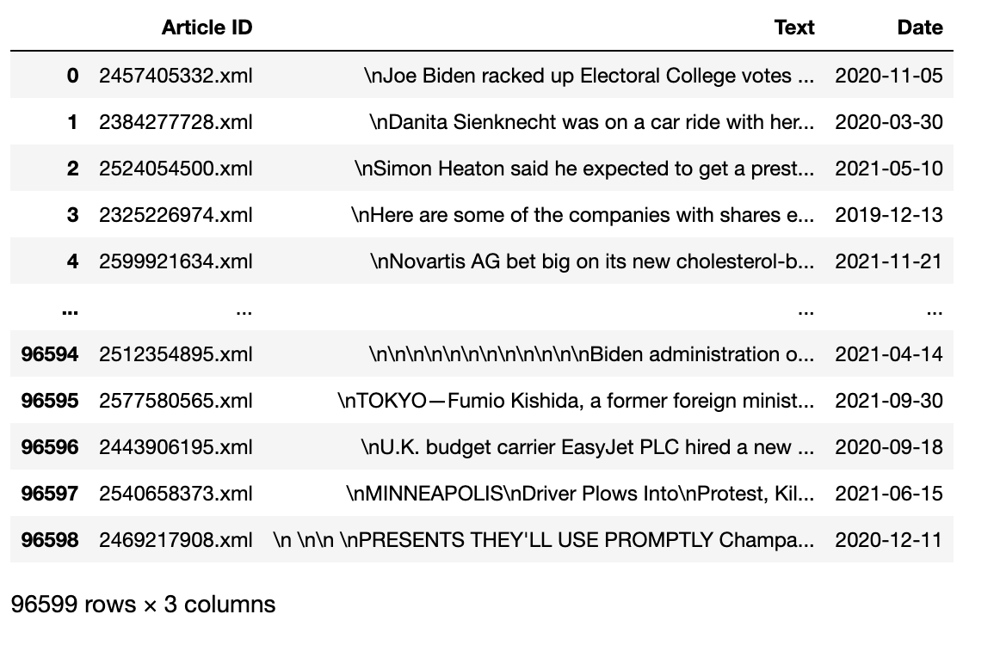 Article ID Text Date
0 2457405332.xml \nJoe Biden racked up Electoral College votes ... 2020-11-05
1 2384277728.xml \nDanita Sienknecht was on a car ride with her... 2020-03-30
2 2524054500.xml \nSimon Heaton said he expected to get a prest... 2021-05-10
3 2325226974.xml \nHere are some of the companies with shares e... 2019-12-13
4 2599921634.xml \nNovartis AG bet big on its new cholesterol-b... 2021-11-21
... ... ... ...
96594 2512354895.xml \n\n\n\n\n\n\n\n\n\n\n\nBiden administration o... 2021-04-14
96595 2577580565.xml \nTOKYO—Fumio Kishida, a former foreign minist... 2021-09-30
96596 2443906195.xml \nU.K. budget carrier EasyJet PLC hired a new ... 2020-09-18
96597 2540658373.xml \nMINNEAPOLIS\nDriver Plows Into\nProtest, Kil... 2021-06-15
96598 2469217908.xml \n \n\n \nPRESENTS THEY'LL USE PROMPTLY Champa... 2020-12-11
96599 rows × 3 columns